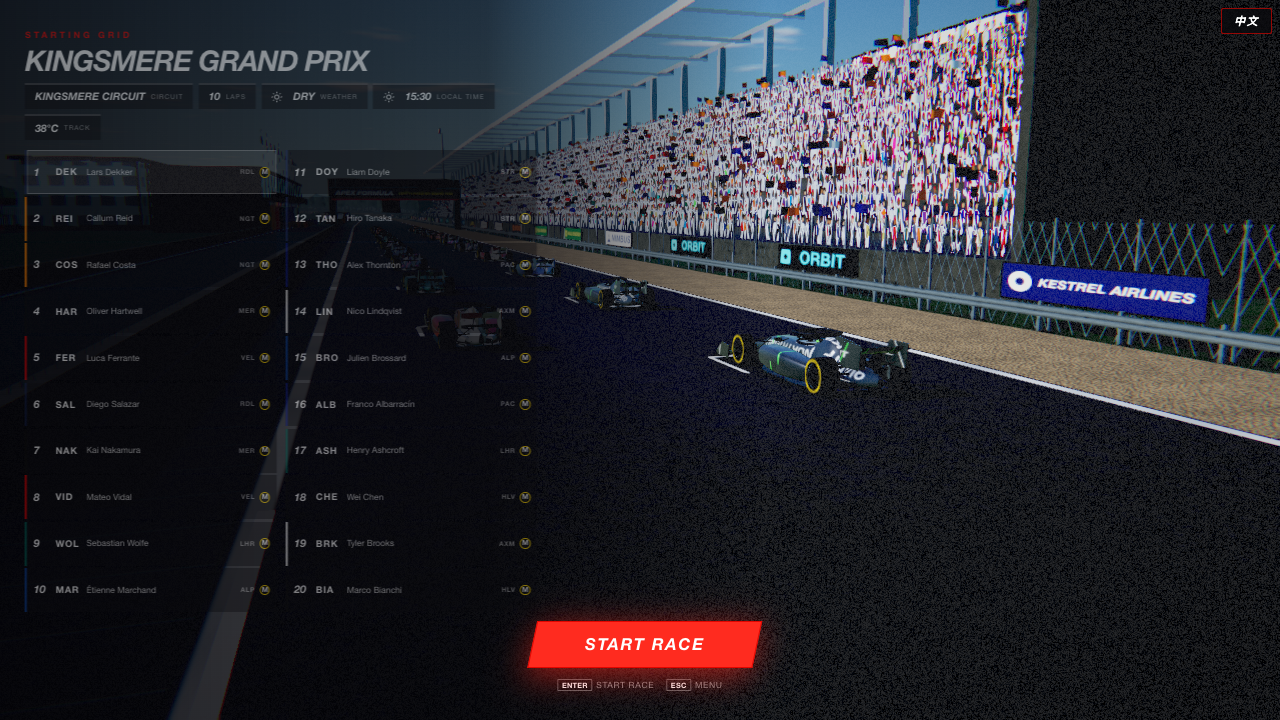 中文
STARTING GRID
KINGSMERE GRAND PRIX
KINGSMERE CIRCUIT CIRCUIT 10 LAPS DRY WEATHER 15:30 LOCAL TIME
38°C TRACK
1 DEK Lars Dekker RDL M
2 REI Callum Reid NGT M
3 COS Rafael Costa NGT M
4 HAR Oliver Hartwell MER M
5 FER Luca Ferrante VEL M
6 SAL Diego Salazar RDL M
7 NAK Kai Nakamura MER M
8 VID Mateo Vidal VEL M
9 WOL Sebastian Wolfe LHR M
10 MAR Étienne Marchand ALP M
11 DOY Liam Doyle STR M
12 TAN Hiro Tanaka STR M
13 THO Alex Thornton PAC M
14 LIN Nico Lindqvist AXM M
15 BRO Julien Brossard ALP M
16 ALB Franco Albarracín PAC M
17 ASH Henry Ashcroft LHR M
18 CHE Wei Chen HLV M
19 BRK Tyler Brooks AXM M
20 BIA Marco Bianchi HLV M
APEX FORMULA
ORBIT
ORBIT
KESTREL AIRLINES
START RACE
ENTER START RACE ESC MENU